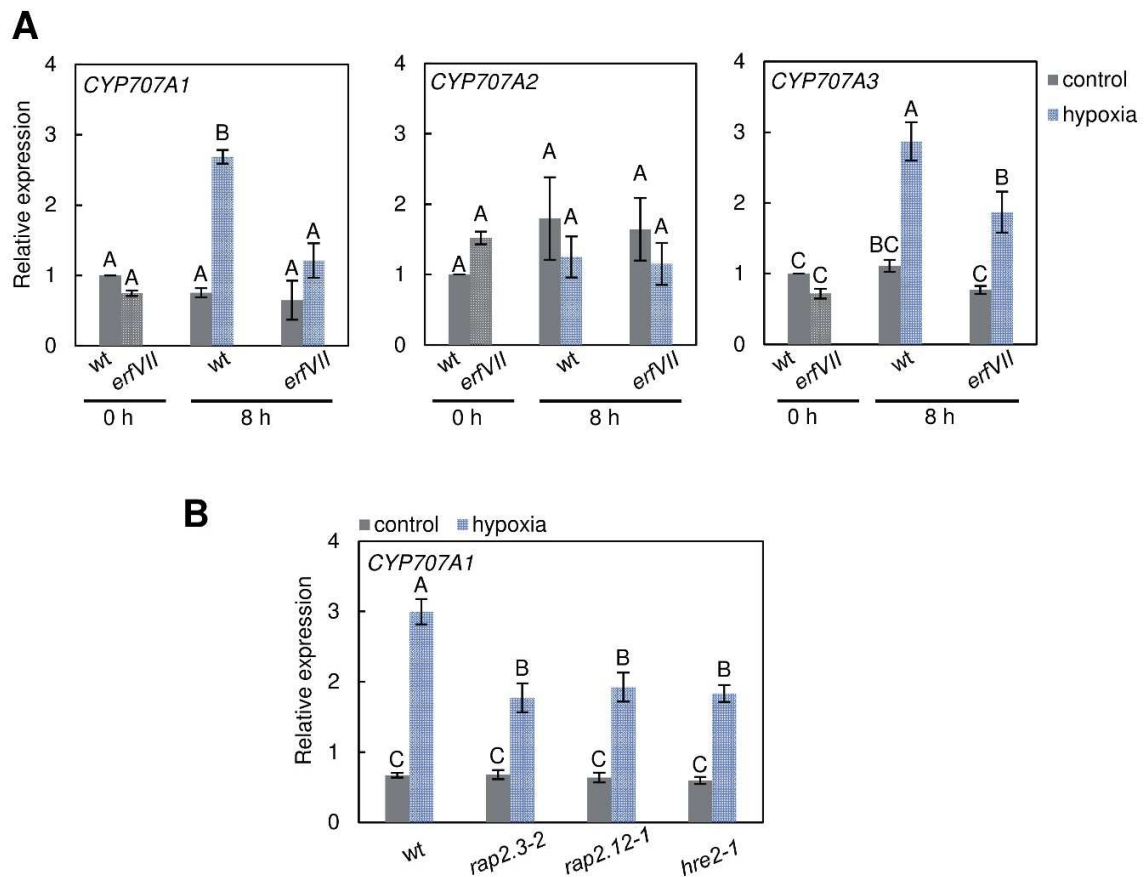 A
CYP707A1
Relative expression
4
3
2
1
0
A
A
A
B
A
A
wt
erfVII
wt
erfVII
0 h
8 h
CYP707A2
4
3
2
1
0
A
A
A
A
A
A
wt
erfVII
wt
erfVII
0 h
8 h
CYP707A3
4
3
2
1
0
C
C
BC
A
C
B
wt
erfVII
wt
erfVII
0 h
8 h
control
hypoxia
B
control hypoxia
CYP707A1
Relative expression
4
3
2
1
0
C
A
C
B
C
B
C
B
wt
rap2.3-2
rap2.12-1
hre2-1